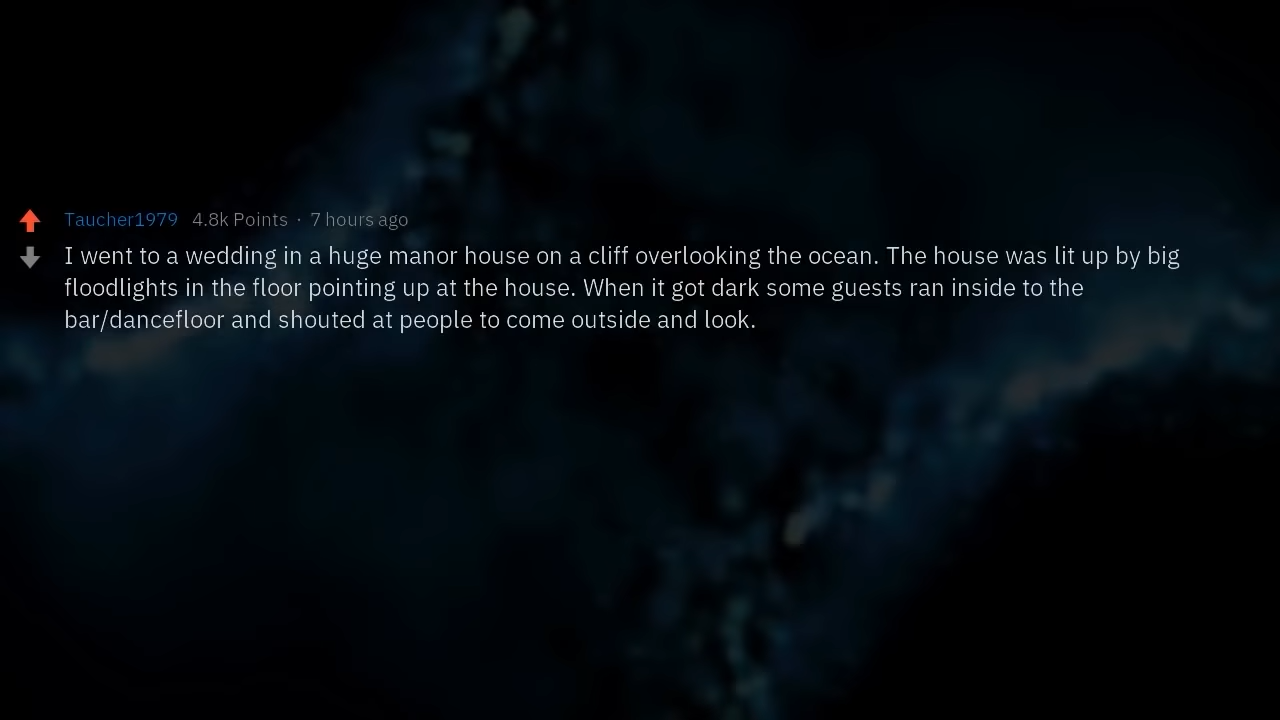 Taucher1979 4.8k Points · 7 hours ago
I went to a wedding in a huge manor house on a cliff overlooking the ocean. The house was lit up by big
floodlights in the floor pointing up at the house. When it got dark some guests ran inside to the
bar/dancefloor and shouted at people to come outside and look.